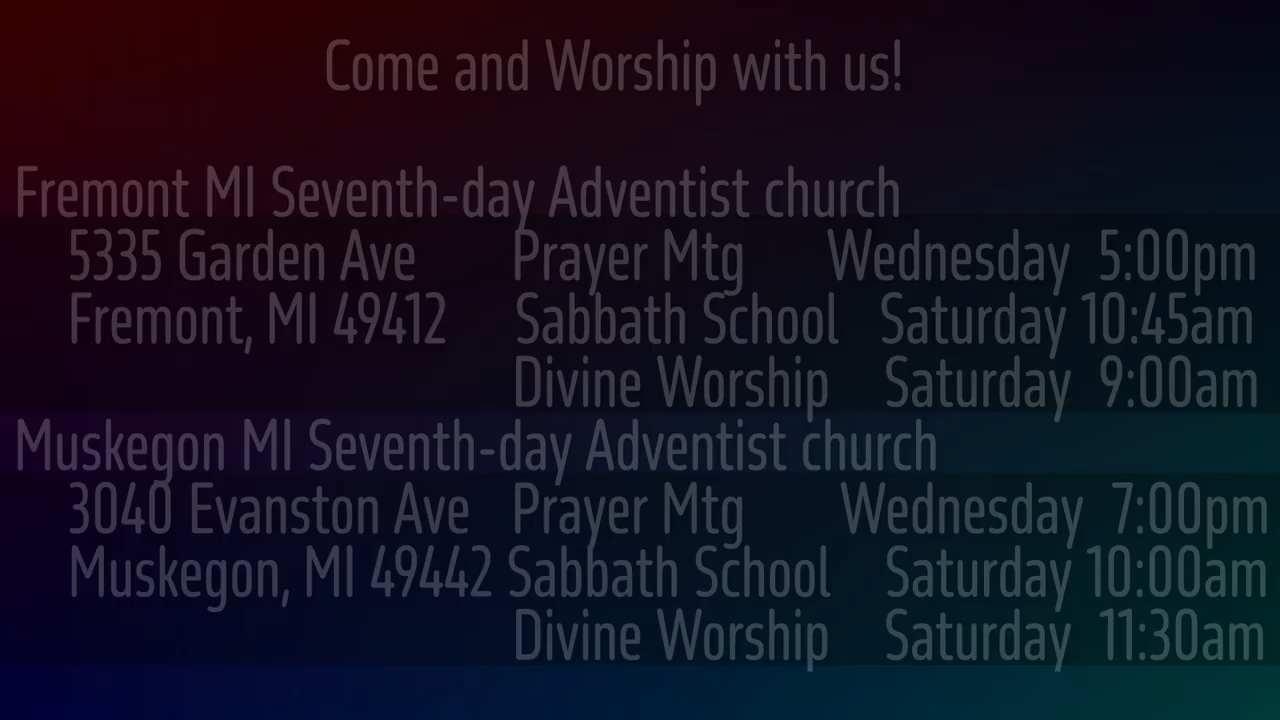 Come and Worship with us!
Fremont MI Seventh-day Adventist church
5335 Garden Ave Prayer Mtg Wednesday 5:00pm
Fremont, MI 49412 Sabbath School Saturday 10:45am
Divine Worship Saturday 9:00am
Muskegon MI Seventh-day Adventist church
3040 Evanston Ave Prayer Mtg Wednesday 7:00pm
Muskegon, MI 49442 Sabbath School Saturday 10:00am
Divine Worship Saturday 11:30am